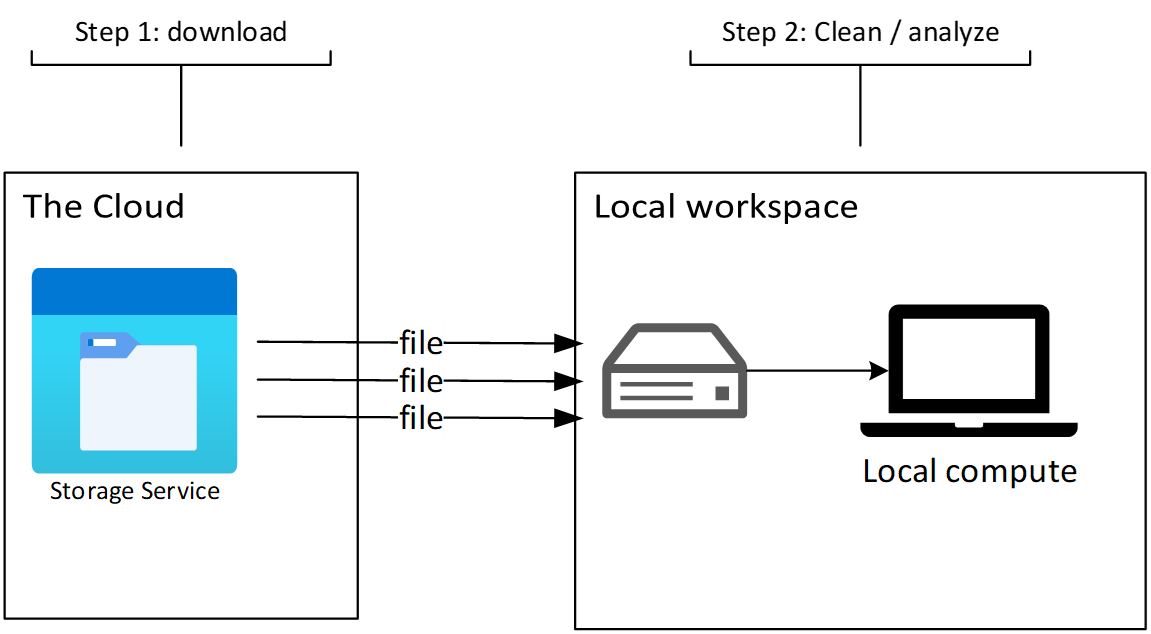 Step 1: download
Step 2: Clean / analyze
The Cloud
Local workspace
file
file
file
Storage Service
Local compute